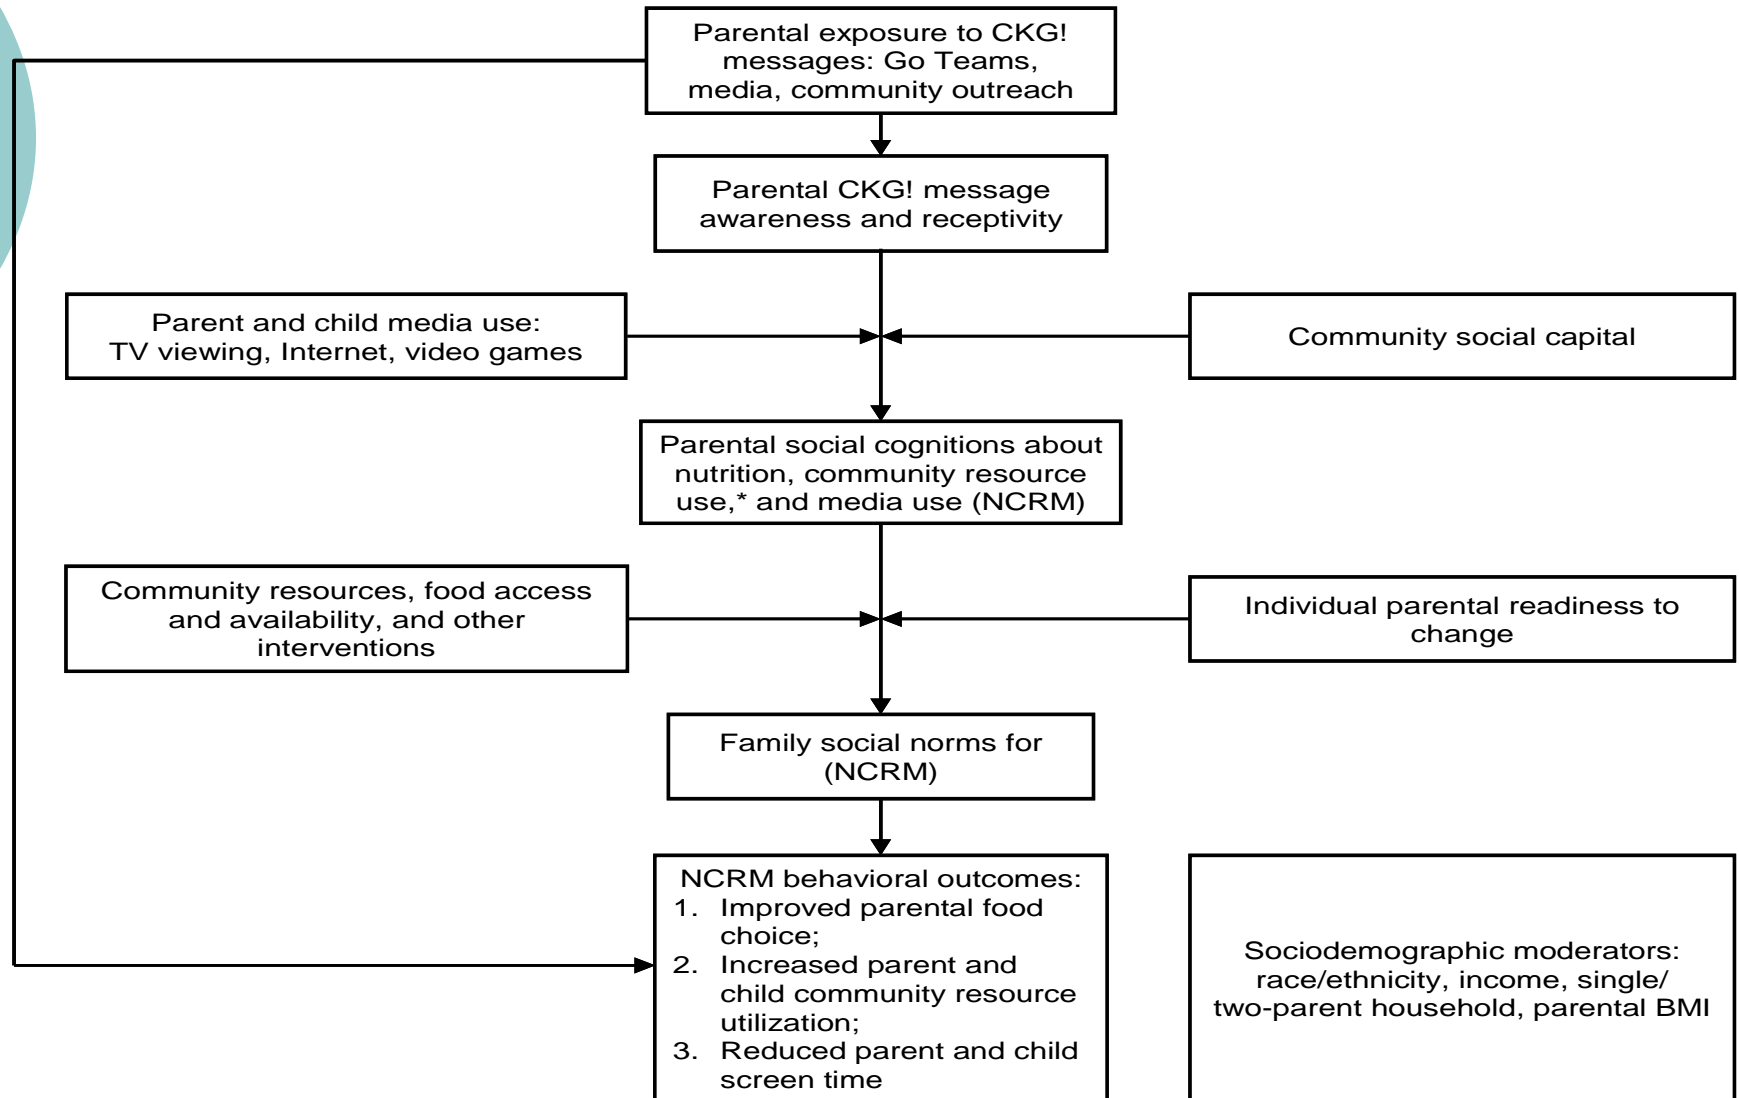 Parental exposure to CKG!
messages: Go Teams,
media, community outreach
Parental CKG! message
awareness and receptivity
Parent and child media use:
TV viewing, Internet, video games
Community social capital
Parental social cognitions about
nutrition, community resource
use,* and media use (NCRM)
Community resources, food access
and availability, and other
interventions
Individual parental readiness to
change
Family social norms for
(NCRM)
NCRM behavioral outcomes:
1. Improved parental food
choice;
2. Increased parent and
child community resource
utilization;
3. Reduced parent and child
screen time
Sociodemographic moderators:
race/ethnicity, income, single/
two-parent household, parental BMI